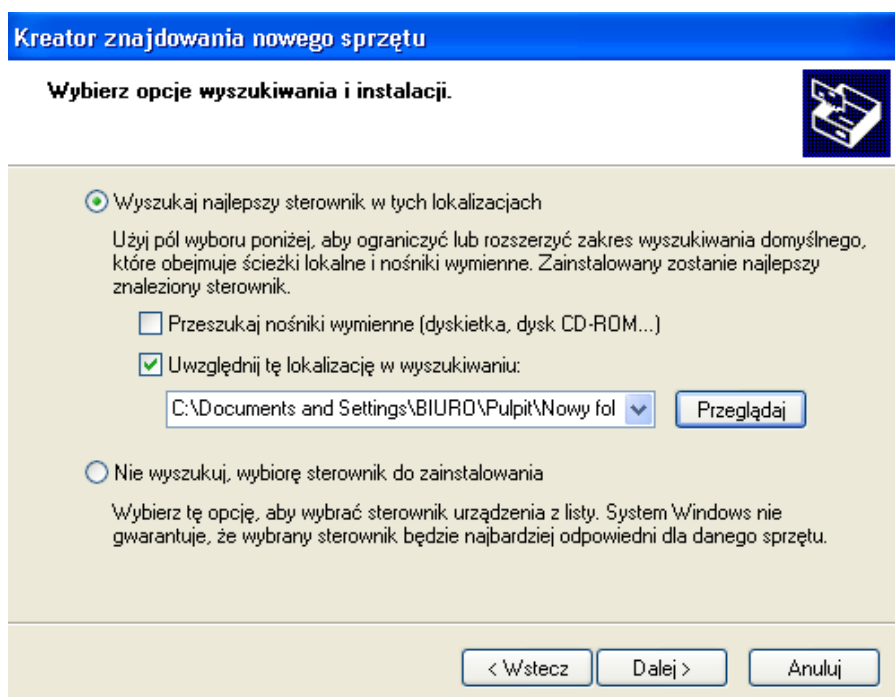 Kreator znajdowania nowego sprzętu
Wybierz opcje wyszukiwania i instalacji.
Wyszukaj najlepszy sterownik w tych lokalizacjach
Użyj pól wyboru poniżej, aby ograniczyć lub rozszerzyć zakres wyszukiwania domyślnego,
które obejmuje ścieżki lokalne i nośniki wymienne. Zainstalowany zostanie najlepszy
znaleziony sterownik.
Przeszukaj nośniki wymienne (dyskietka, dysk CD-ROM...)
Uwzględnij tę lokalizację w wyszukiwaniu:
C:\Documents and Settings\BIURO\Pulpit\Nowy fol
Przeglądaj
Nie wyszukuj, wybiorę sterownik do zainstalowania
Wybierz tę opcję, aby wybrać sterownik urządzenia z listy. System Windows nie
gwarantuje, że wybrany sterownik będzie najbardziej odpowiedni dla danego sprzętu.
< Wstecz
Dalej >
Anuluj